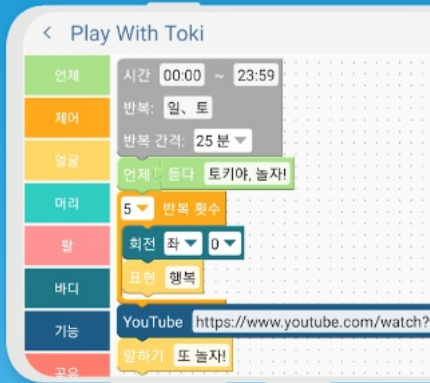 < Play With Toki
언제
제어
얼굴
머리
팔
바디
기능
공유
시간 00:00 ~ 23:59
반복: 일、토
반복 간격: 25 분
언제 듣다 토키야, 놀자!
5 반복 횟수
회전 좌 0
표현 행복
YouTube https://www.youtube.com/watch?
말하기 또 놀자!